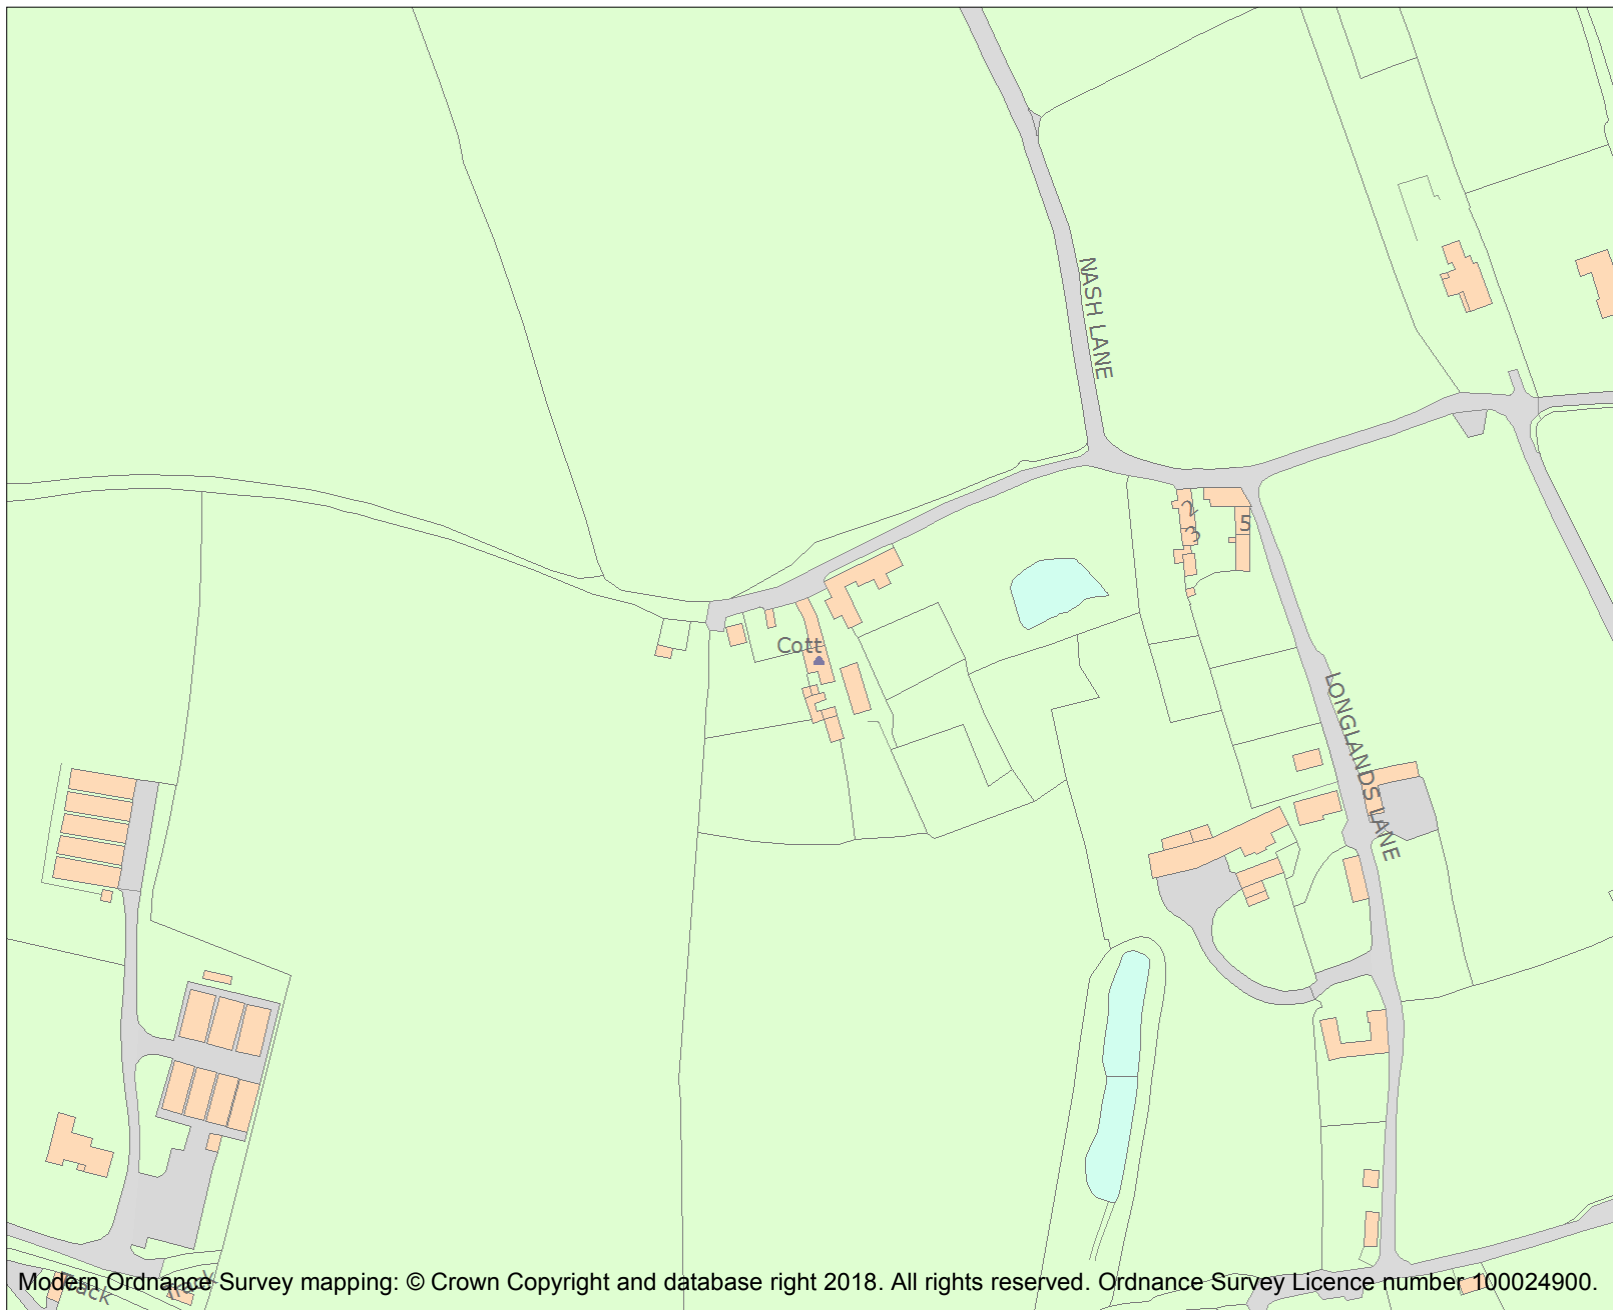 NASH LANE
2
3
5
Cott
LONGLANDS LANE
Modern Ordnance Survey mapping: © Crown Copyright and database right 2018. All rights reserved. Ordnance Survey Licence number 100024900.